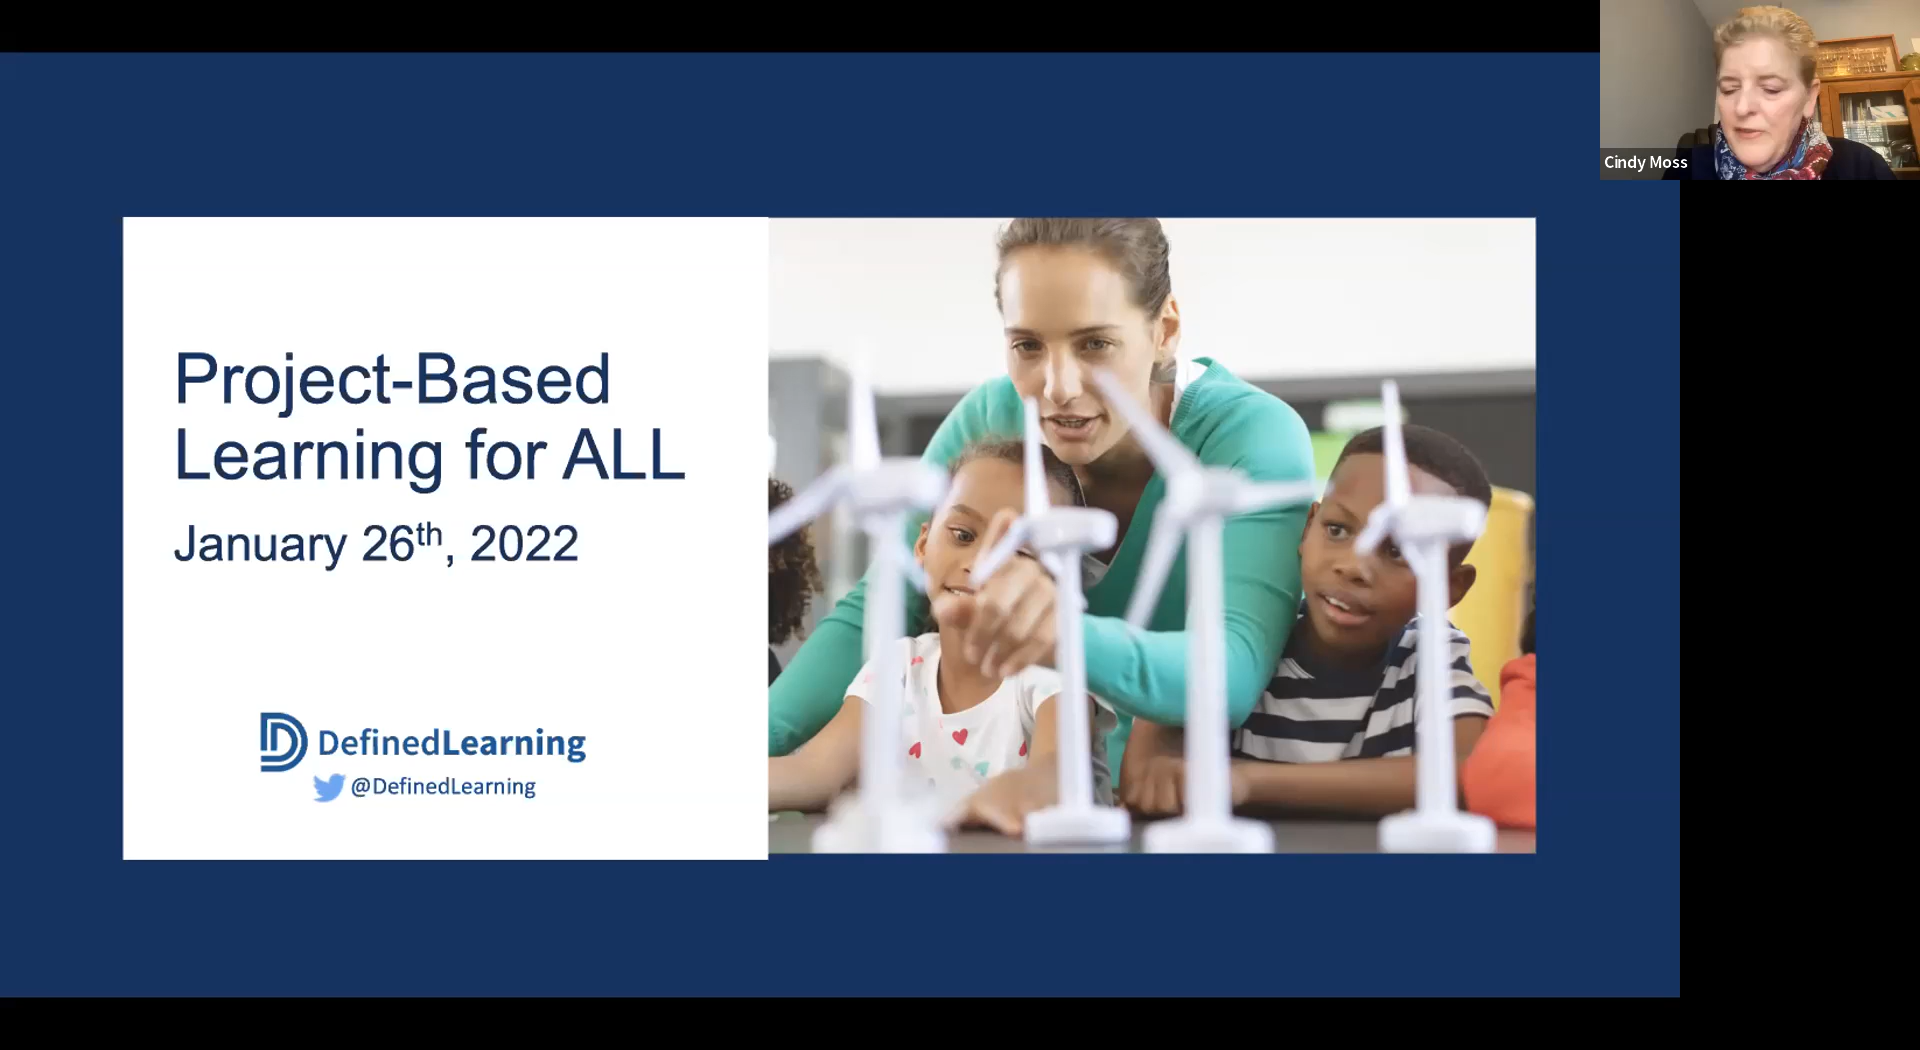 Project-Based
Learning for ALL
January 26th, 2022
DefinedLearning
@DefinedLearning
Cindy Moss